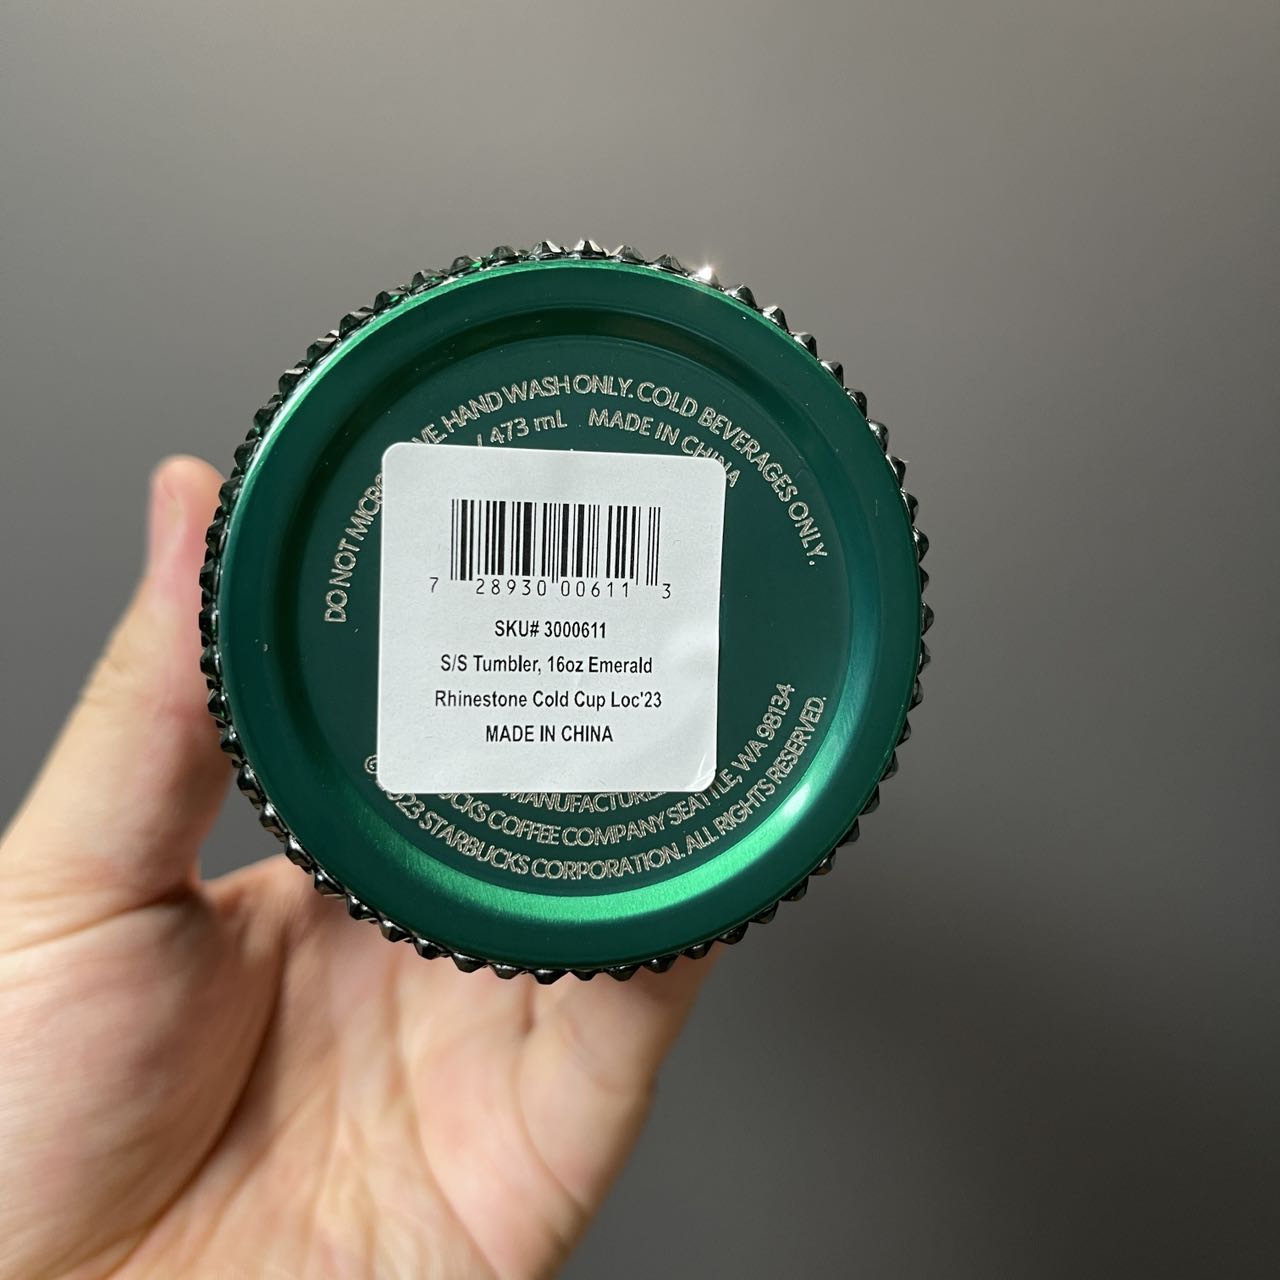 DO NOT MICRO VE. HAND WASH ONLY. COLD BEVERAGES ONLY.
/ 473 mL MADE IN CHINA
7 28930 00611 3
SKU# 3000611
S/S Tumbler, 16oz Emerald
Rhinestone Cold Cup Loc'23
MADE IN CHINA
MANUFACTURE
UCKS COFFEE COMPANY SEATTLE, WA 98134
© 023 STARBUCKS CORPORATION. ALL RIGHTS RESERVED.